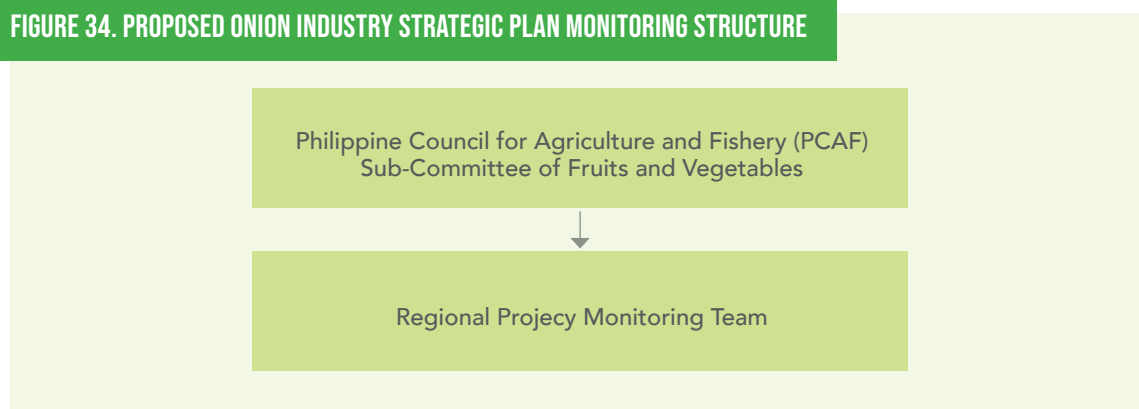 FIGURE 34. PROPOSED ONION INDUSTRY STRATEGIC PLAN MONITORING STRUCTURE
Philippine Council for Agriculture and Fishery (PCAF)
Sub-Committee of Fruits and Vegetables
Regional Projecy Monitoring Team